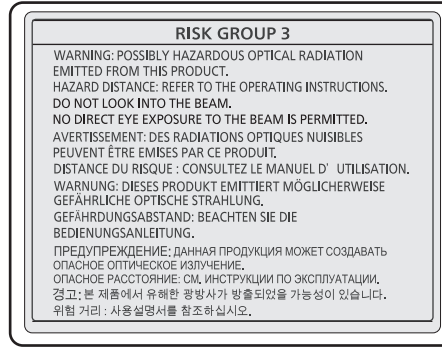 RISK GROUP 3
WARNING: POSSIBLY HAZARDOUS OPTICAL RADIATION
EMITTED FROM THIS PRODUCT.
HAZARD DISTANCE: REFER TO THE OPERATING INSTRUCTIONS.
DO NOT LOOK INTO THE BEAM.
NO DIRECT EYE EXPOSURE TO THE BEAM IS PERMITTED.
AVERTISSEMENT: DES RADIATIONS OPTIQUES NUISIBLES
PEUVENT ÊTRE EMISES PAR CE PRODUIT.
DISTANCE DU RISQUE : CONSULTEZ LE MANUEL D' UTILISATION.
WARNUNG: DIESES PRODUKT EMITTIERT MÖGLICHERWEISE
GEFÄHRLICHE OPTISCHE STRAHLUNG.
GEFÄHRDUNGSABSTAND: BEACHTEN SIE DIE
BEDIENUNGSANLEITUNG.
ПРЕДУПРЕЖДЕНИЕ: ДАННАЯ ПРОДУКЦИЯ МОЖЕТ СОЗДАВАТЬ
ОПАСНОЕ ОПТИЧЕСКОЕ ИЗЛУЧЕНИЕ.
ОПАСНОЕ РАССТОЯНИЕ: СМ. ИНСТРУКЦИИ ПО ЭКСПЛУАТАЦИИ.
경고: 본 제품에서 유해한 광방사가 방출되었을 가능성이 있습니다.
위험 거리 : 사용설명서를 참조하십시오.